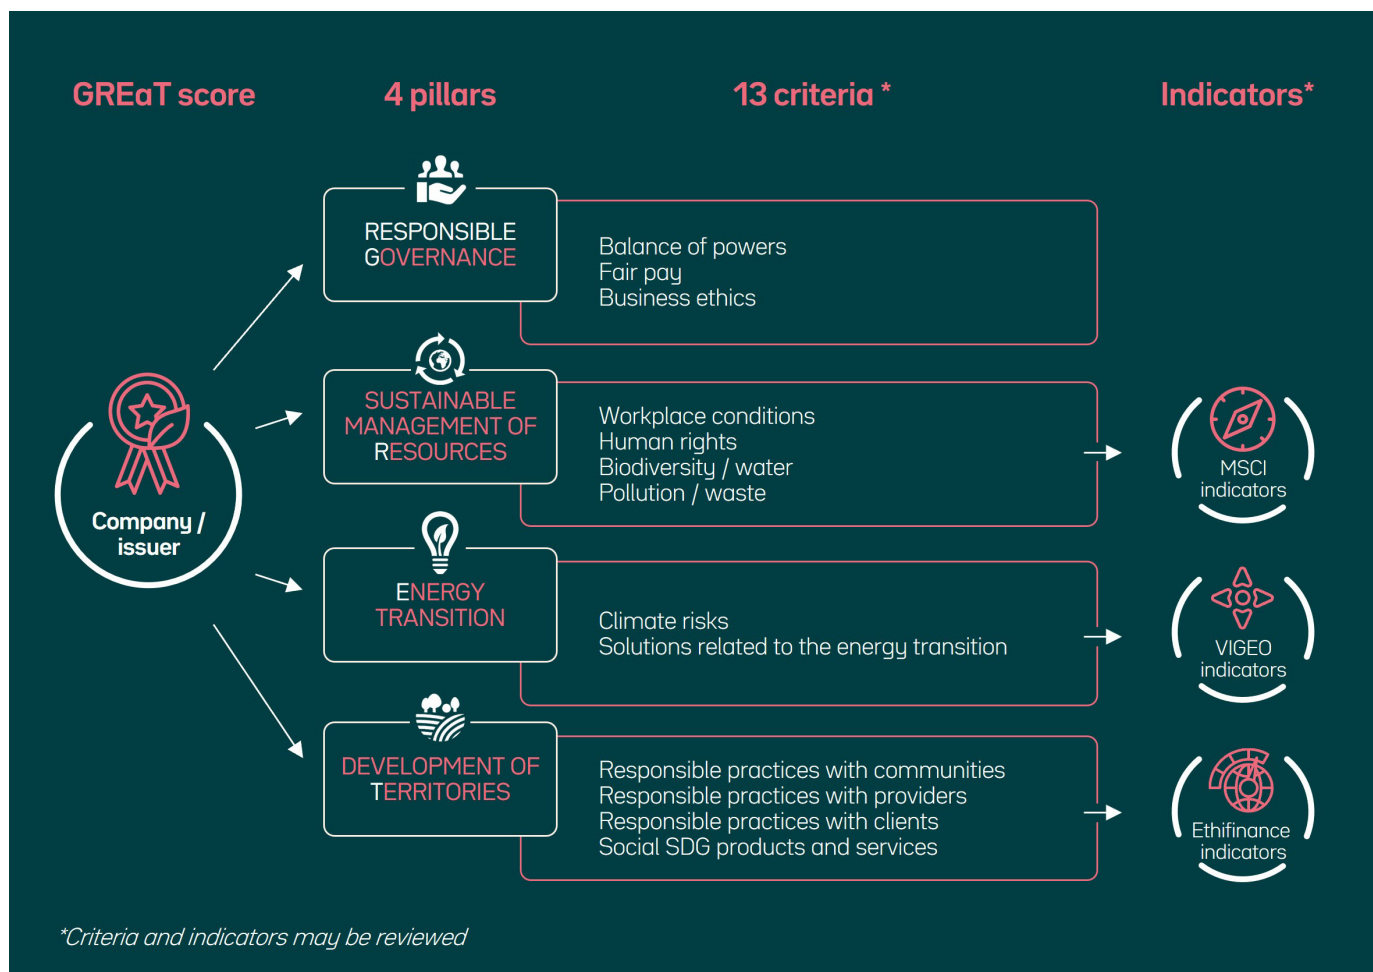 GREaT score
4 pillars
13 criteria *
Indicators*
RESPONSIBLE
GOVERNANCE
Balance of powers
Fair pay
Business ethics
SUSTAINABLE
MANAGEMENT OF
RESOURCES
Workplace conditions
Human rights
Biodiversity / water
Pollution / waste
MSCI
indicators
Company /
issuer
ENERGY
TRANSITION
Climate risks
Solutions related to the energy transition
VIGEO
indicators
DEVELOPMENT OF
TERRITORIES
Responsible practices with communities
Responsible practices with providers
Responsible practices with clients
Social SDG products and services
Ethifinance
indicators
*Criteria and indicators may be reviewed